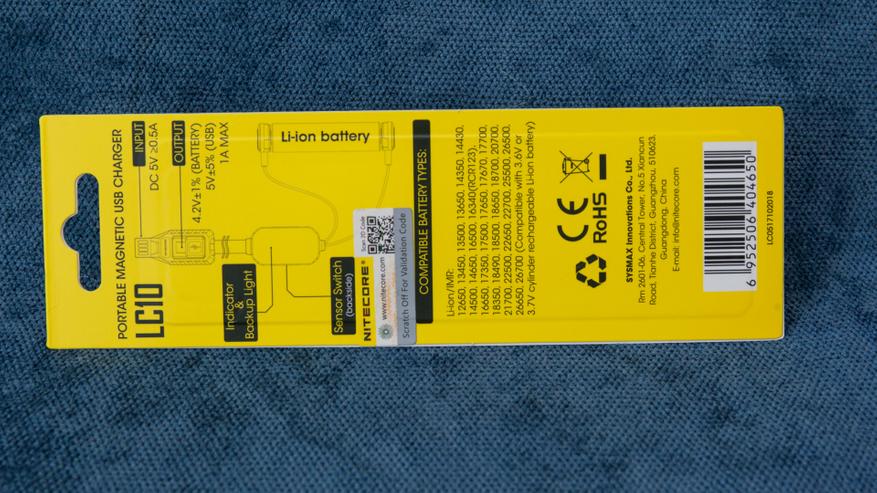 PORTABLE MAGNETIC USB CHARGER
LC10
INPUT
DC 5V ≥0.5A
OUTPUT
4.2V±1% (BATTERY)
5V±5% (USB)
1A MAX
Li-ion battery
Indicator
&
Backup Light
Sensor Switch
(backside)
NITECORE®
www.nitecore.com
Scan 2D Code
Scratch Off For Validation Code
COMPATIBLE BATTERY TYPES:
Li-ion/IMR:
12650, 13450, 13500, 13650, 14350, 14430,
14500, 14650, 16500, 16340(RCR123),
16650, 17350, 17500, 17650, 17670, 17700,
18350, 18490, 18500, 18650, 18700, 20700,
21700, 22500, 22650, 22700, 25500, 26500,
26650, 26700 (Compatible with 3.6V or
3.7V cylinder rechargeable Li-ion battery)
CE
RoHS
SYSMAX Innovations Co., Ltd.
Rm 2601-06, Central Tower, No.5 Xiancun
Road, Tianhe District, Guangzhou, 510623,
Guangdong, China
E-mail: info@nitecore.com
6 952506 404650
LC0517102018